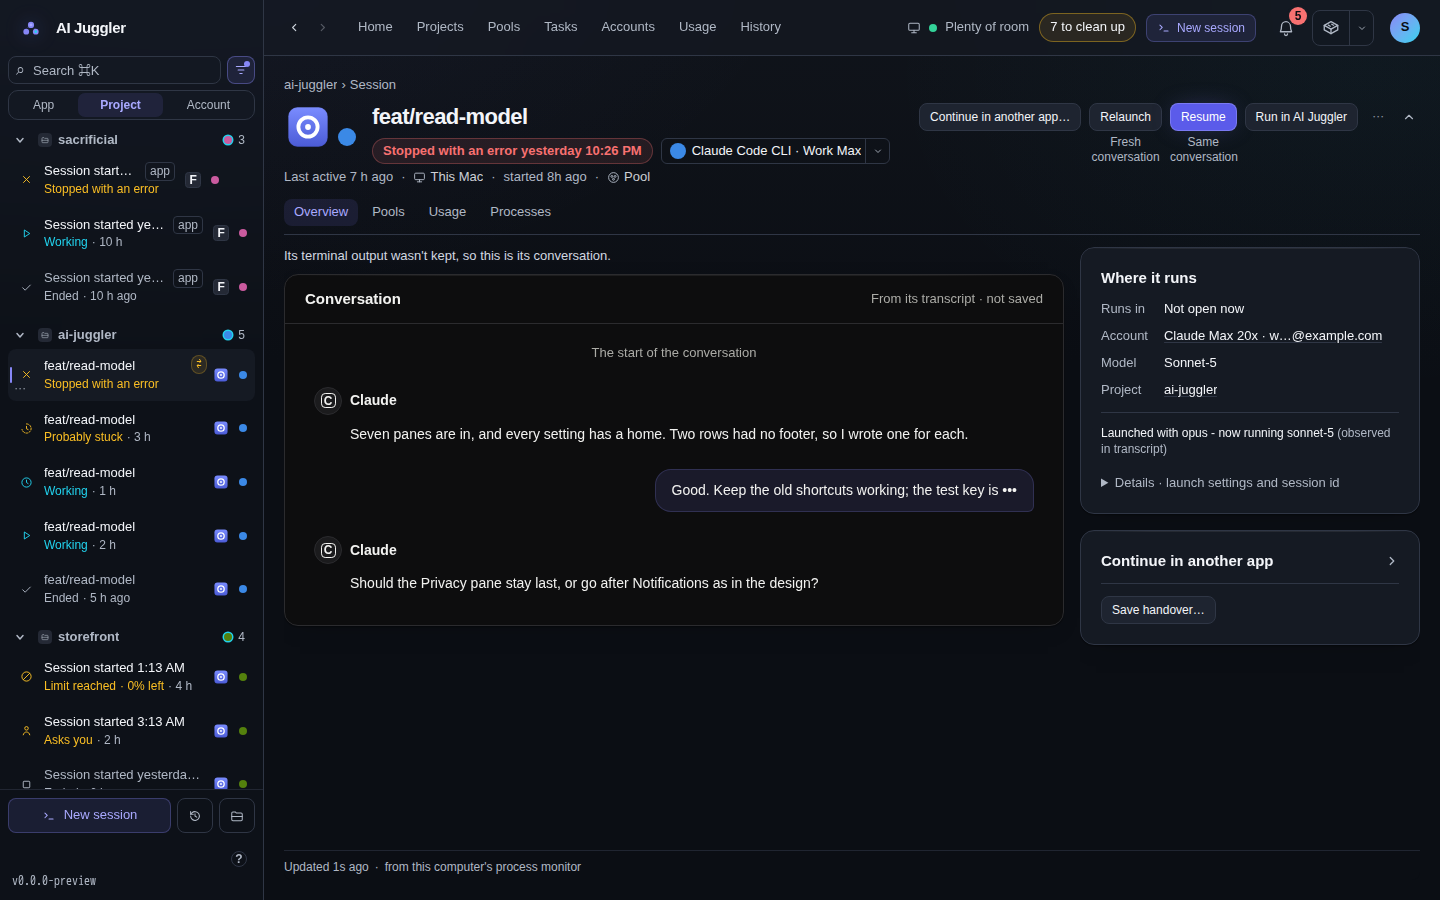 AI Juggler
Search ⌘K
App Project Account
sacrificial 3
Session start… app F
Stopped with an error
Session started ye… app F
Working · 10 h
Session started ye… app F
Ended · 10 h ago
ai-juggler 5
feat/read-model
Stopped with an error
feat/read-model
Probably stuck · 3 h
feat/read-model
Working · 1 h
feat/read-model
Working · 2 h
feat/read-model
Ended · 5 h ago
storefront 4
Session started 1:13 AM
Limit reached · 0% left · 4 h
Session started 3:13 AM
Asks you · 2 h
Session started yesterda…
New session
?
v0.0.0-preview
Home Projects Pools Tasks Accounts Usage History
Plenty of room 7 to clean up New session 5 S
ai-juggler › Session
feat/read-model
Stopped with an error yesterday 10:26 PM Claude Code CLI · Work Max
Last active 7 h ago · This Mac · started 8h ago · Pool
Continue in another app… Relaunch Resume Run in AI Juggler ···
Fresh conversation Same conversation
Overview Pools Usage Processes
Its terminal output wasn't kept, so this is its conversation.
Conversation From its transcript · not saved
The start of the conversation
C Claude
Seven panes are in, and every setting has a home. Two rows had no footer, so I wrote one for each.
Good. Keep the old shortcuts working; the test key is •••
C Claude
Should the Privacy pane stay last, or go after Notifications as in the design?
Where it runs
Runs in Not open now
Account Claude Max 20x · w…@example.com
Model Sonnet-5
Project ai-juggler
Launched with opus - now running sonnet-5 (observed
in transcript)
Details · launch settings and session id
Continue in another app
Save handover…
Updated 1s ago · from this computer's process monitor